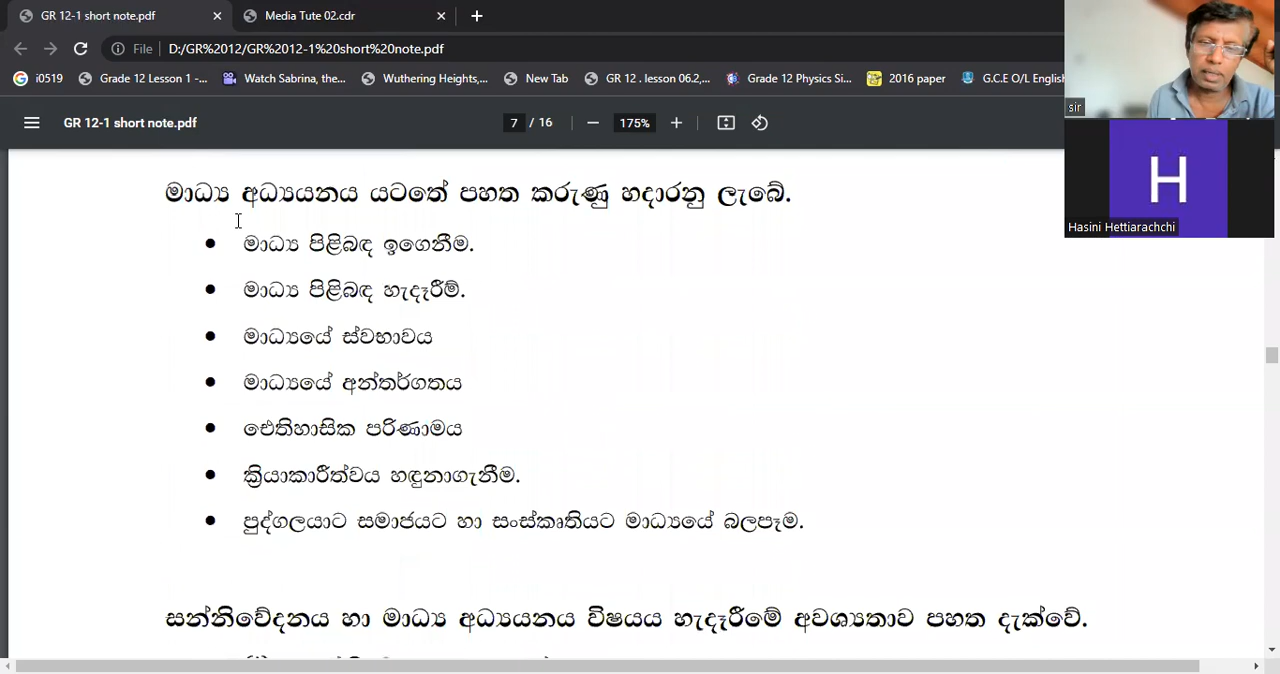 GR 12-1 short note.pdf
Media Tute 02.cdr
File
D:/GR%2012/GR%2012-1%20short%20note.pdf
i0519
Grade 12 Lesson 1 -...
Watch Sabrina, the...
Wuthering Heights,...
New Tab
GR 12 . lesson 06.2,...
Grade 12 Physics Si...
2016 paper
G.C.E O/L English
sir
GR 12-1 short note.pdf
7 / 16
175%
H
Hasini Hettiarachchi
මාධ්‍ය අධ්‍යයනය යටතේ පහත කරුණු හදාරනු ලැබේ.
• මාධ්‍ය පිළිබඳ ඉගෙනීම.
• මාධ්‍ය පිළිබඳ හැදෑරීම්.
• මාධ්‍යයේ ස්වභාවය
• මාධ්‍යයේ අන්තර්ගතය
• ඓතිහාසික පරිණාමය
• ක්‍රියාකාරීත්වය හඳුනාගැනීම.
• පුද්ගලයාට සමාජයට හා සංස්කෘතියට මාධ්‍යයේ බලපෑම.
සන්නිවේදනය හා මාධ්‍ය අධ්‍යයනය විෂයය හැදෑරීමේ අවශ්‍යතාව පහත දැක්වේ.